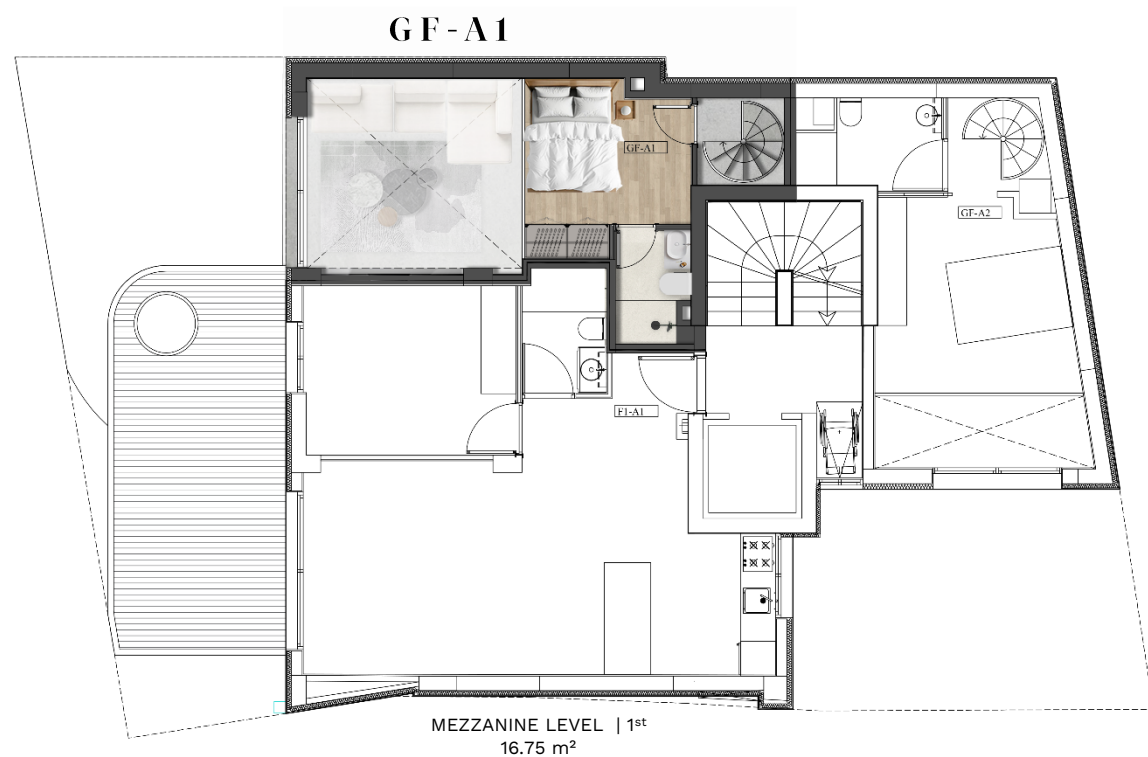 GF-A1
GF-A1
GF-A2
F1-A1
MEZZANINE LEVEL | 1st
16.75 m²